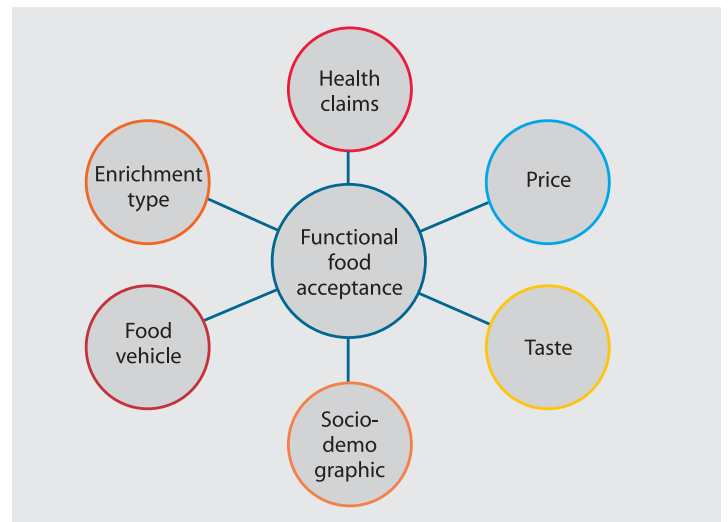 Health
claims
Enrichment
type
Price
Functional
food
acceptance
Food
vehicle
Taste
Socio-
demo
graphic